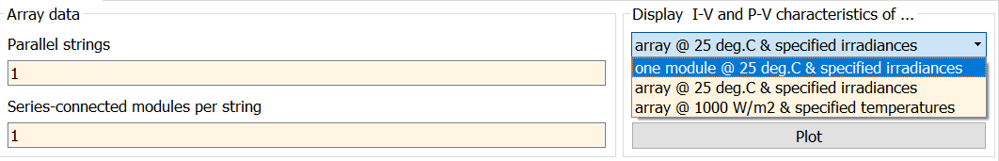 Array data
Parallel strings
1
Series-connected modules per string
1
Display I-V and P-V characteristics of ...
array @ 25 deg.C & specified irradiances
one module @ 25 deg.C & specified irradiances
array @ 25 deg.C & specified irradiances
array @ 1000 W/m2 & specified temperatures
Plot